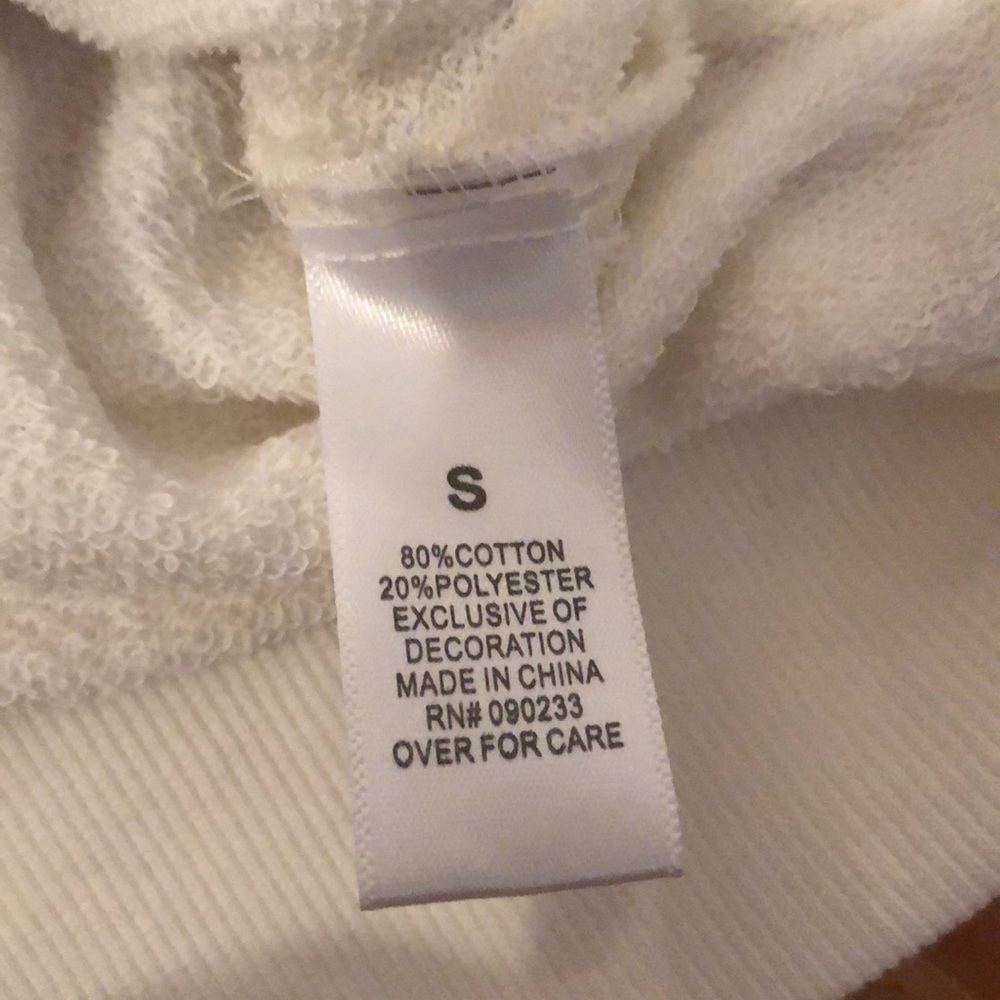 S
80%COTTON
20%POLYESTER
EXCLUSIVE OF
DECORATION
MADE IN CHINA
RN# 090233
OVER FOR CARE